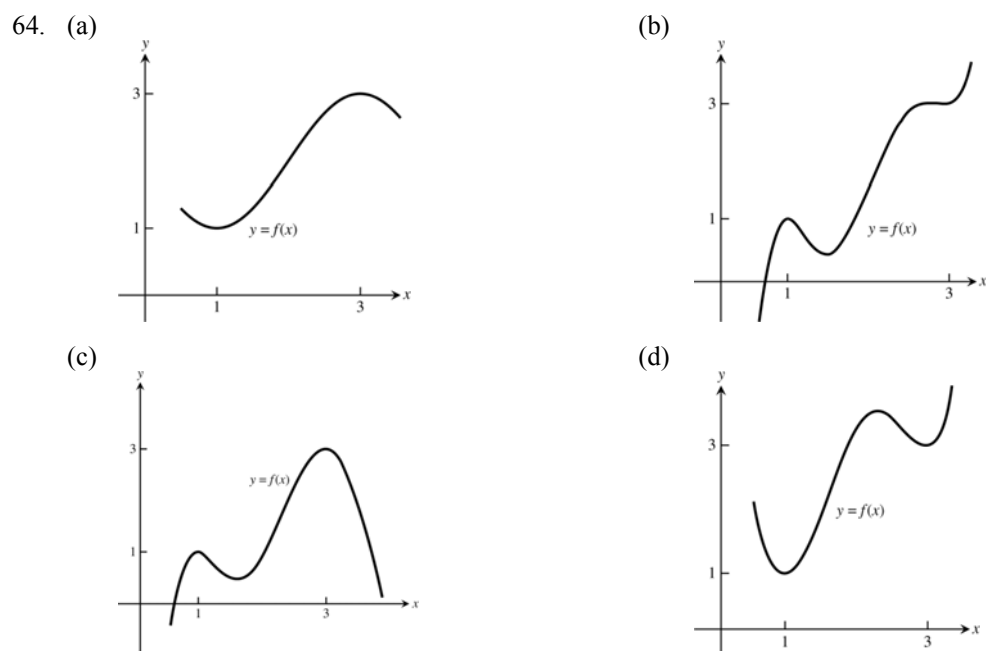 64. (a) (b)
y y
3 3
1 1
y = f(x) y = f(x)
1 3 x 1 3 x
(c) (d)
y y
3 3
y = f(x) y = f(x)
1 1
1 3 x 1 3 x